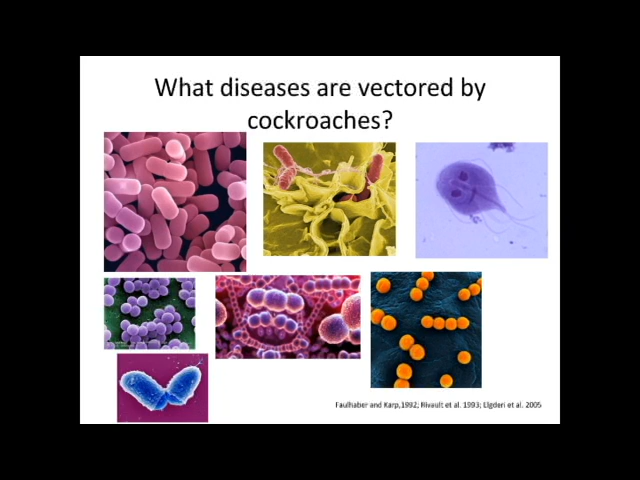 What diseases are vectored by
cockroaches?
Faulhaber and Karp,1992; Rivault et al. 1993; Elgderi et al. 2005